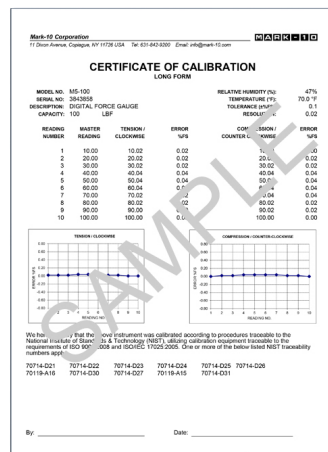 Mark-10 Corporation
MARK-10
11 Dixon Avenue, Copiague, NY 11726 USA Tel: 631-842-9200 Email: info@mark-10.com
CERTIFICATE OF CALIBRATION
LONG FORM
MODEL NO. M5-100 RELATIVE HUMIDITY (%): 47%
SERIAL NO: 3843858 TEMPERATURE (°F): 70.0 °F
DESCRIPTION: DIGITAL FORCE GAUGE TOLERANCE 0.1
CAPACITY: 100 LBF 0.02
READING MASTER TENSION / ERROR ERROR
NUMBER READING CLOCKWISE %FS COUNTER %FS
1 10.00 10.02 0.02
2 20.00 20.02 0.02 0.02
3 30.00 30.02 0.02 30.02 0.02
4 40.00 40.04 0.04 40.04 0.04
5 50.00 50.04 0.04 0.04
6 60.00 60.04 0.04
7 70.00 70.02 70.04 0.04
8 80.00 80.02 80.04 0.04
9 90.00 90.02 90.02 0.02
10 100.00 100.00 100.00 0.00
TENSION / CLOCKWISE
COMPRESSION / COUNTER-CLOCKWISE
READING NO.
READING NO.
that the above instrument was calibrated according to procedures traceable to the
National Institute of & Technology (NIST), utilizing calibration equipment traceable to the
requirements of ISO and ISO/IEC 17025:2005. One or more of the below listed NIST traceability
numbers
70714-D21 70714-D22 70714-D23 70714-D24 70714-D25 70714-D26
70119-A16 70714-D30 70714-D27 70119-A15 70714-D31
By: Date:
SAMPLE